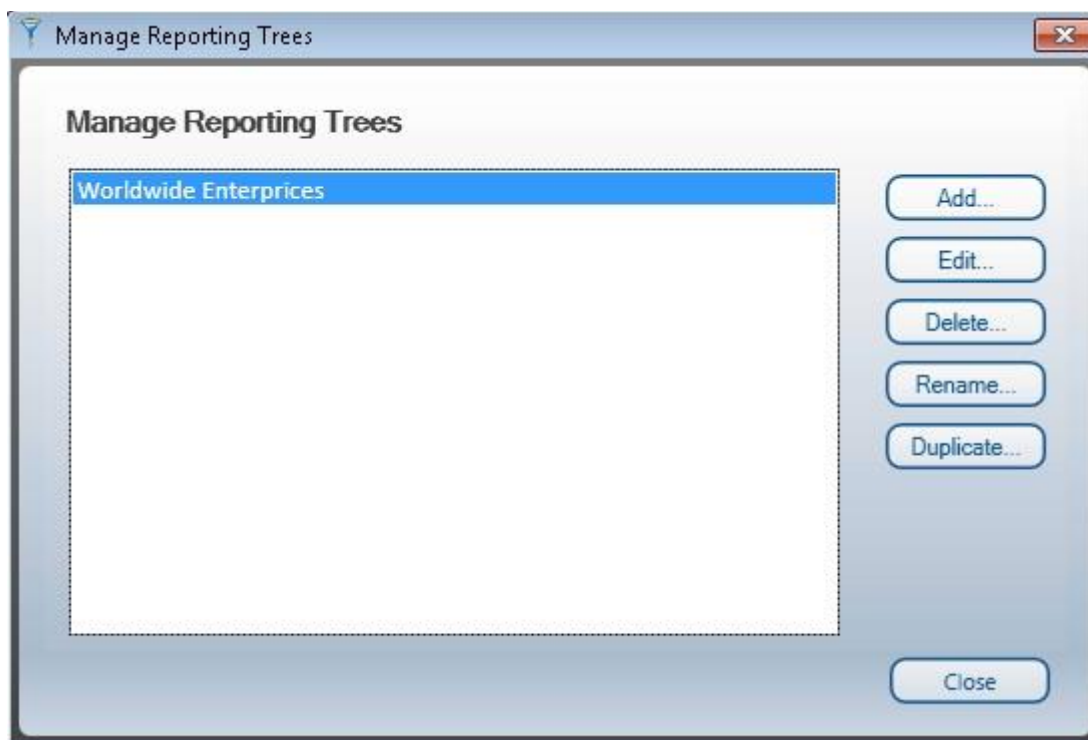 Manage Reporting Trees
Manage Reporting Trees
Worldwide Enterprices
Add...
Edit...
Delete...
Rename...
Duplicate...
Close